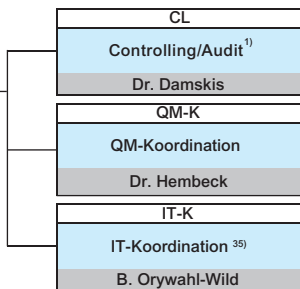 CL
Controlling/Audit 1)
Dr. Damskis
QM-K
QM-Koordination
Dr. Hembeck
IT-K
IT-Koordination 35)
B. Orywahl-Wild